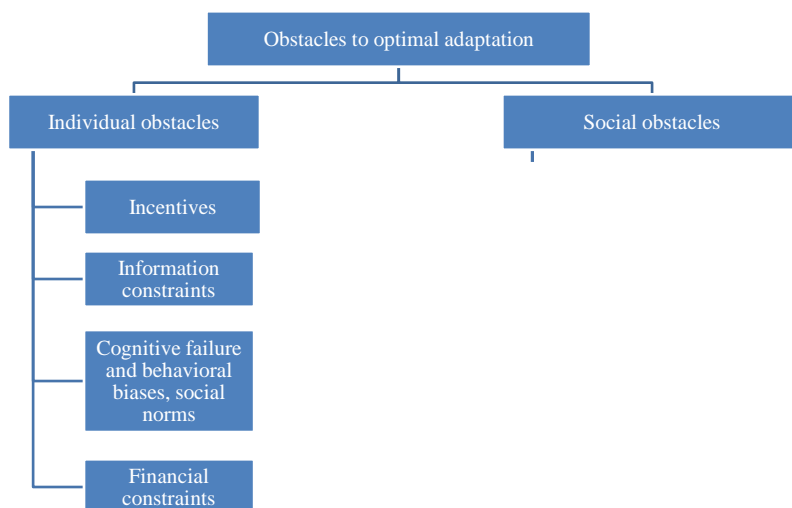 Obstacles to optimal adaptation
Individual obstacles
Social obstacles
Incentives
Information
constraints
Cognitive failure
and behavioral
biases, social
norms
Financial
constraints